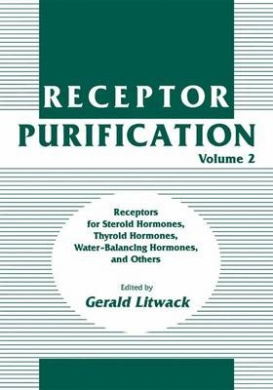 RECEPTOR
PURIFICATION
Volume 2
Receptors
for Steroid Hormones,
Thyroid Hormones,
Water-Balancing Hormones,
and Others
Edited by
Gerald Litwack